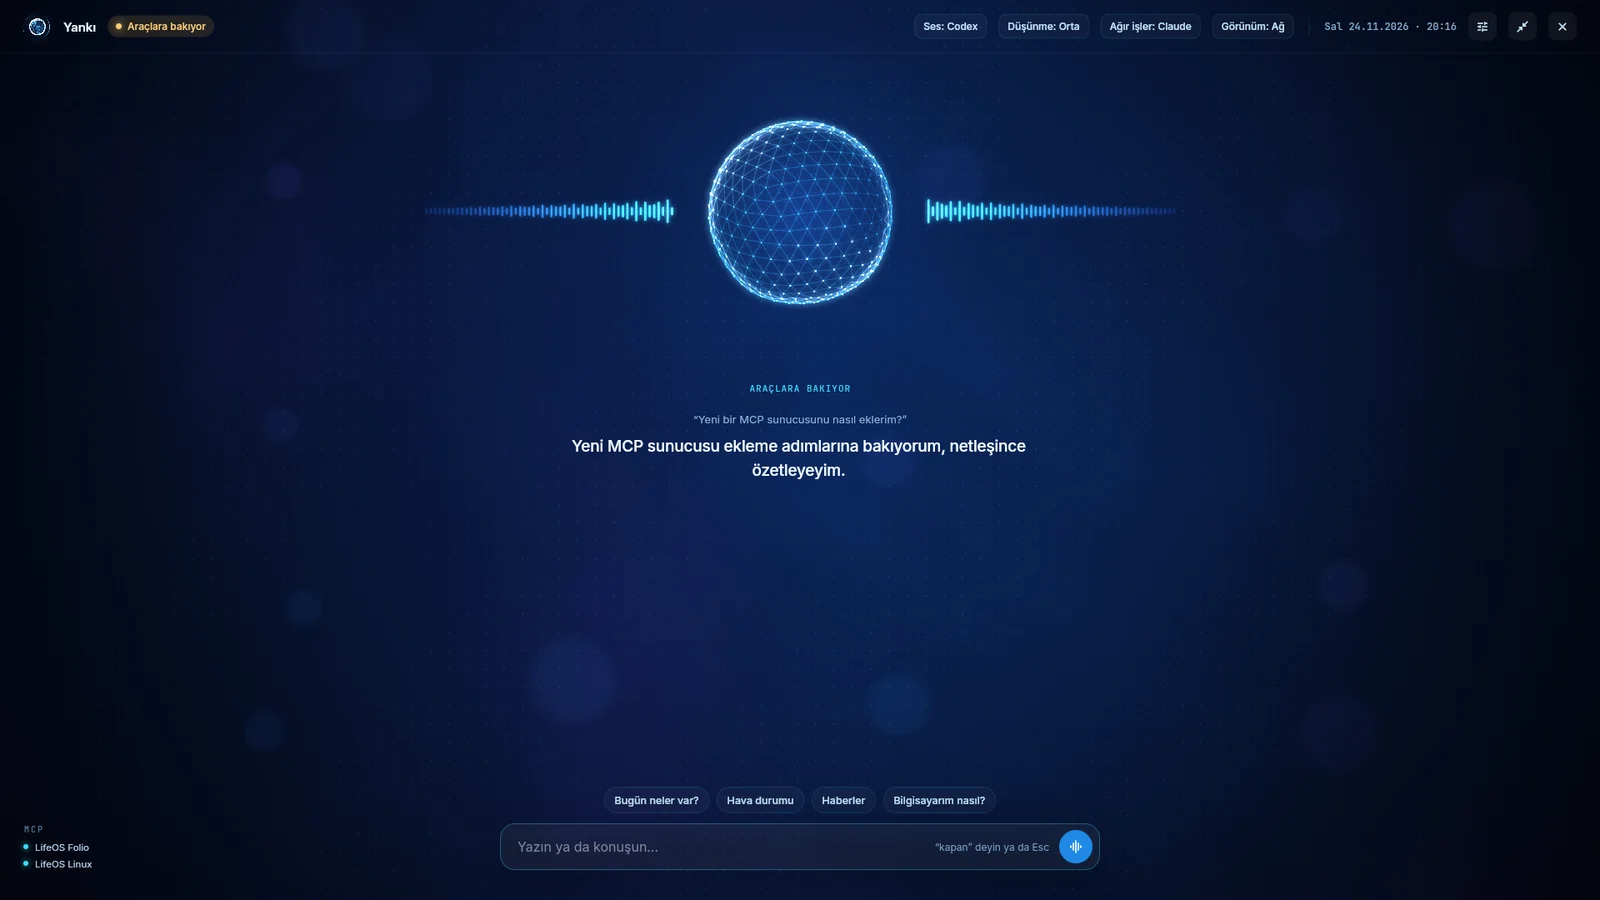 Yankı
Araçlara bakıyor
Ses: Codex
Düşünme: Orta
Ağır işler: Claude
Görünüm: Ağ
Sal 24.11.2026 · 20:16
ARAÇLARA BAKIYOR
“Yeni bir MCP sunucusunu nasıl eklerim?”
Yeni MCP sunucusu ekleme adımlarına bakıyorum, netleşince
özetleyeyim.
Bugün neler var?
Hava durumu
Haberler
Bilgisayarım nasıl?
Yazın ya da konuşun...
“kapan” deyin ya da Esc
MCP
LifeOS Folio
LifeOS Linux